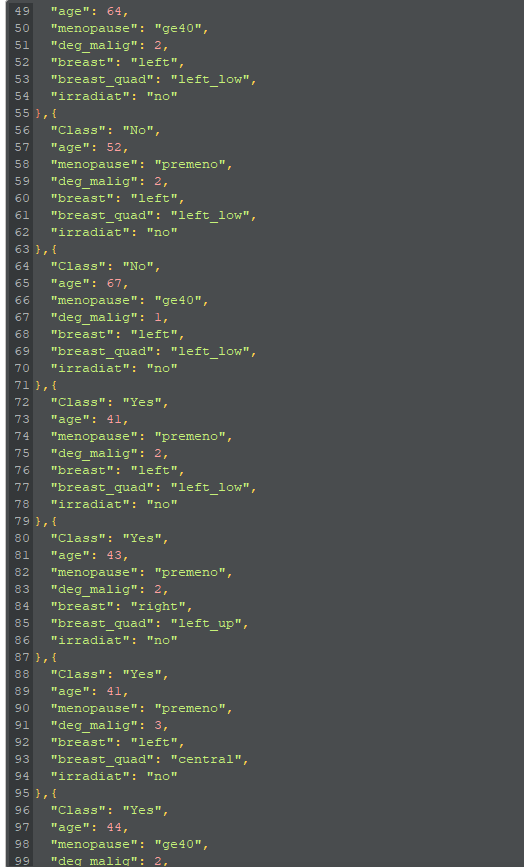 49 "age": 64,
50 "menopause": "ge40",
51 "deg_malig": 2,
52 "breast": "left",
53 "breast_quad": "left_low",
54 "irradiat": "no"
55 },{
56 "Class": "No",
57 "age": 52,
58 "menopause": "premeno",
59 "deg_malig": 2,
60 "breast": "left",
61 "breast_quad": "left_low",
62 "irradiat": "no"
63 },{
64 "Class": "No",
65 "age": 67,
66 "menopause": "ge40",
67 "deg_malig": 1,
68 "breast": "left",
69 "breast_quad": "left_low",
70 "irradiat": "no"
71 },{
72 "Class": "Yes",
73 "age": 41,
74 "menopause": "premeno",
75 "deg_malig": 2,
76 "breast": "left",
77 "breast_quad": "left_low",
78 "irradiat": "no"
79 },{
80 "Class": "Yes",
81 "age": 43,
82 "menopause": "premeno",
83 "deg_malig": 2,
84 "breast": "right",
85 "breast_quad": "left_up",
86 "irradiat": "no"
87 },{
88 "Class": "Yes",
89 "age": 41,
90 "menopause": "premeno",
91 "deg_malig": 3,
92 "breast": "left",
93 "breast_quad": "central",
94 "irradiat": "no"
95 },{
96 "Class": "Yes",
97 "age": 44,
98 "menopause": "ge40",
99 "deg_malig": 2,